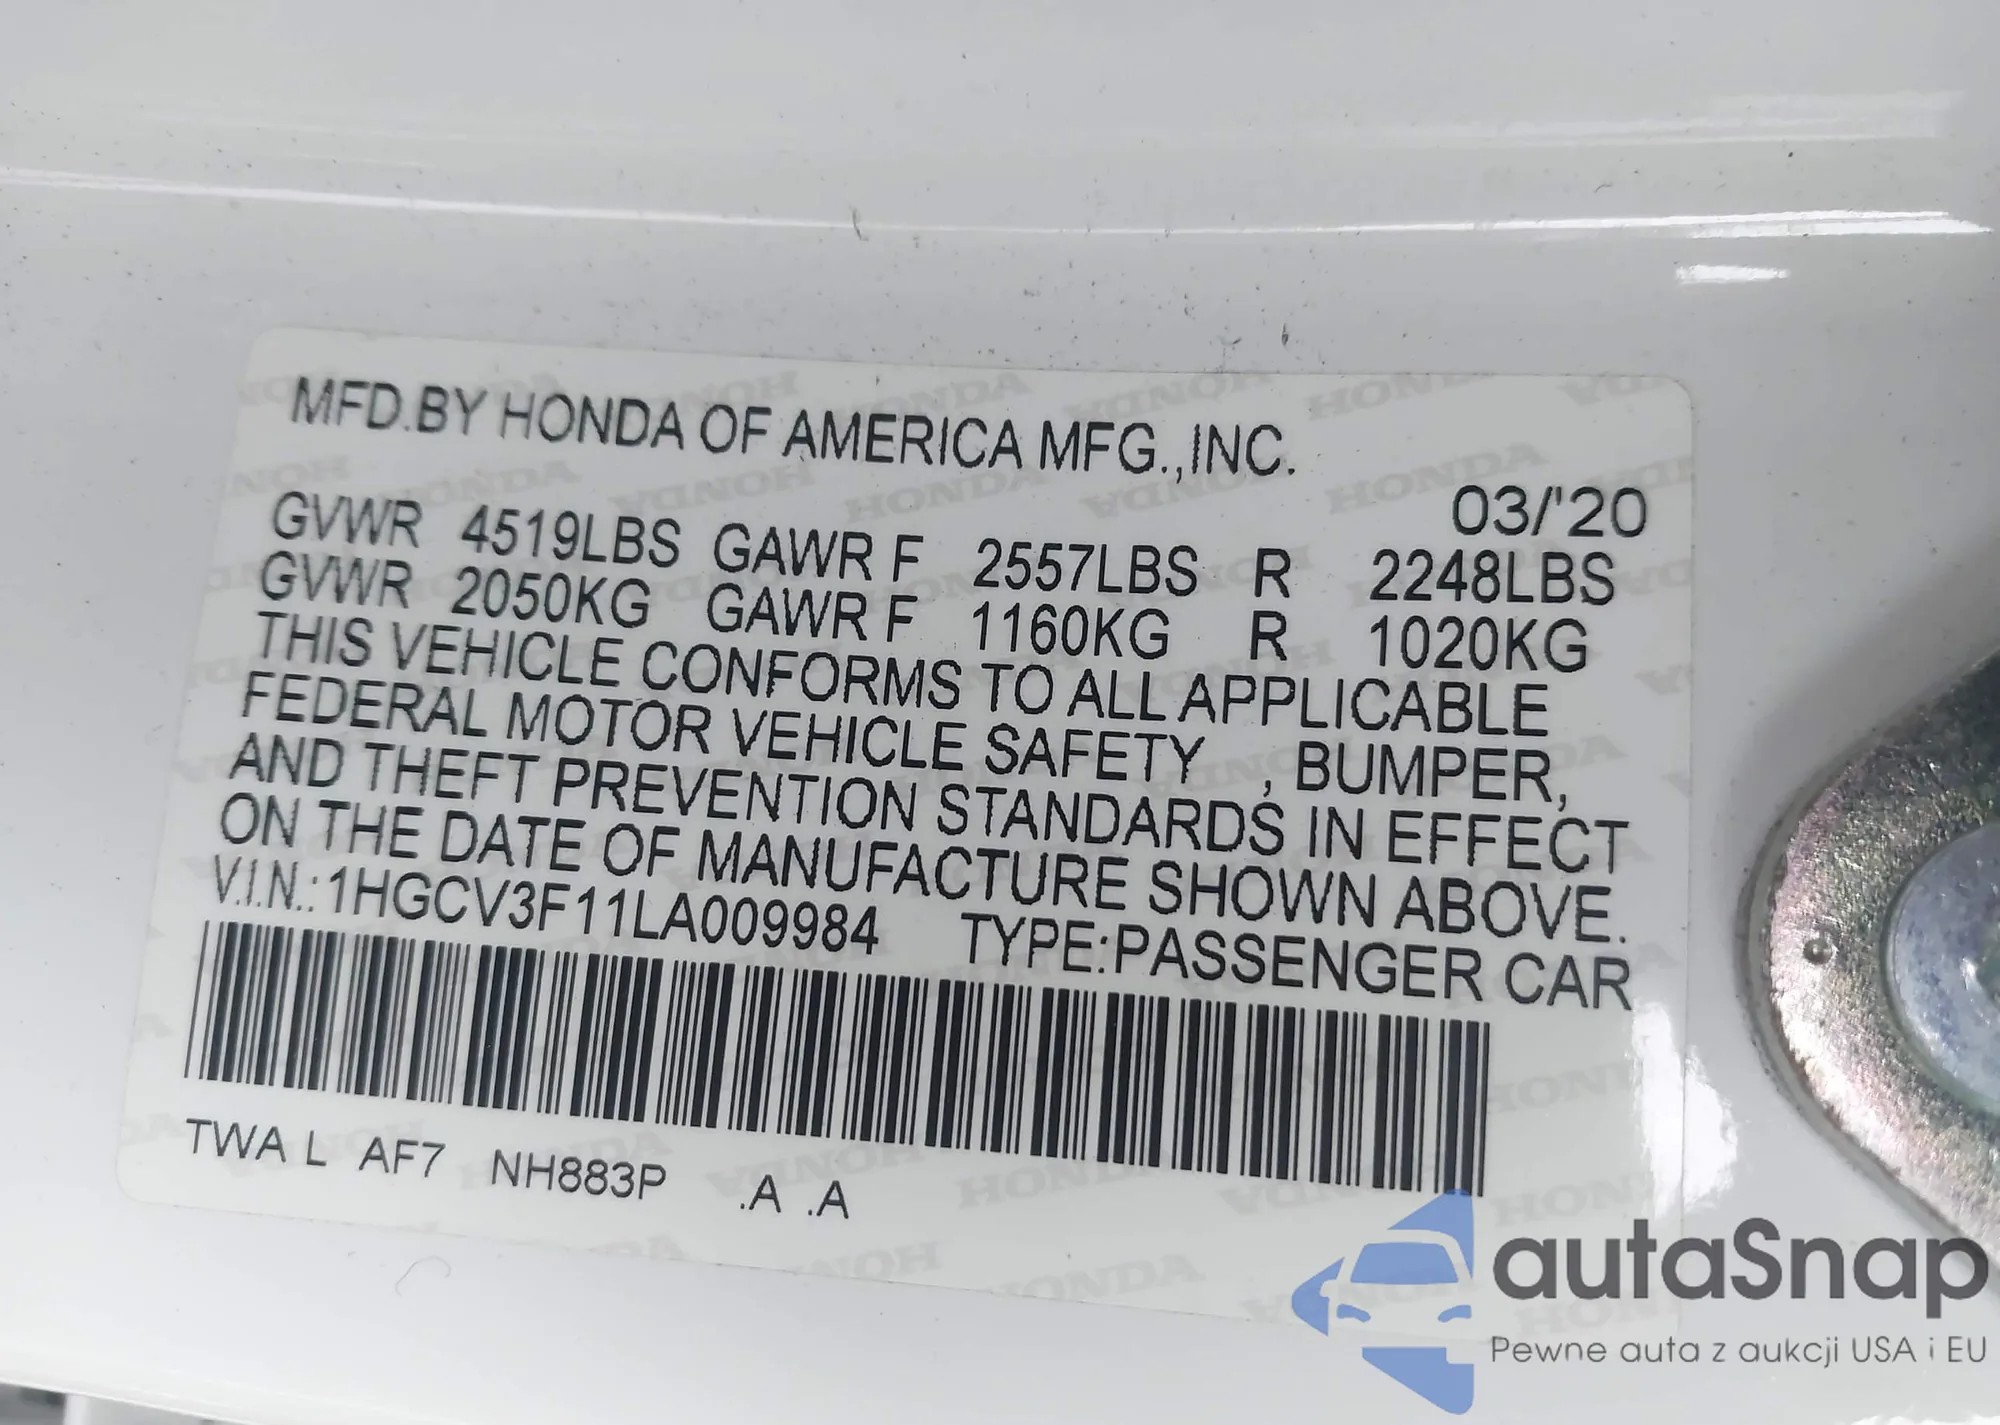 MFD.BY HONDA OF AMERICA MFG.,INC.
03/'20
GVWR 4519LBS GAWR F 2557LBS R 2248LBS
GVWR 2050KG GAWR F 1160KG R 1020KG
THIS VEHICLE CONFORMS TO ALL APPLICABLE
FEDERAL MOTOR VEHICLE SAFETY , BUMPER,
AND THEFT PREVENTION STANDARDS IN EFFECT
ON THE DATE OF MANUFACTURE SHOWN ABOVE.
V.I.N.: 1HGCV3F11LA009984 TYPE:PASSENGER CAR
TWA L AF7 NH883P .A .A
autaSnap
Pewne auta z aukcji USA i EU